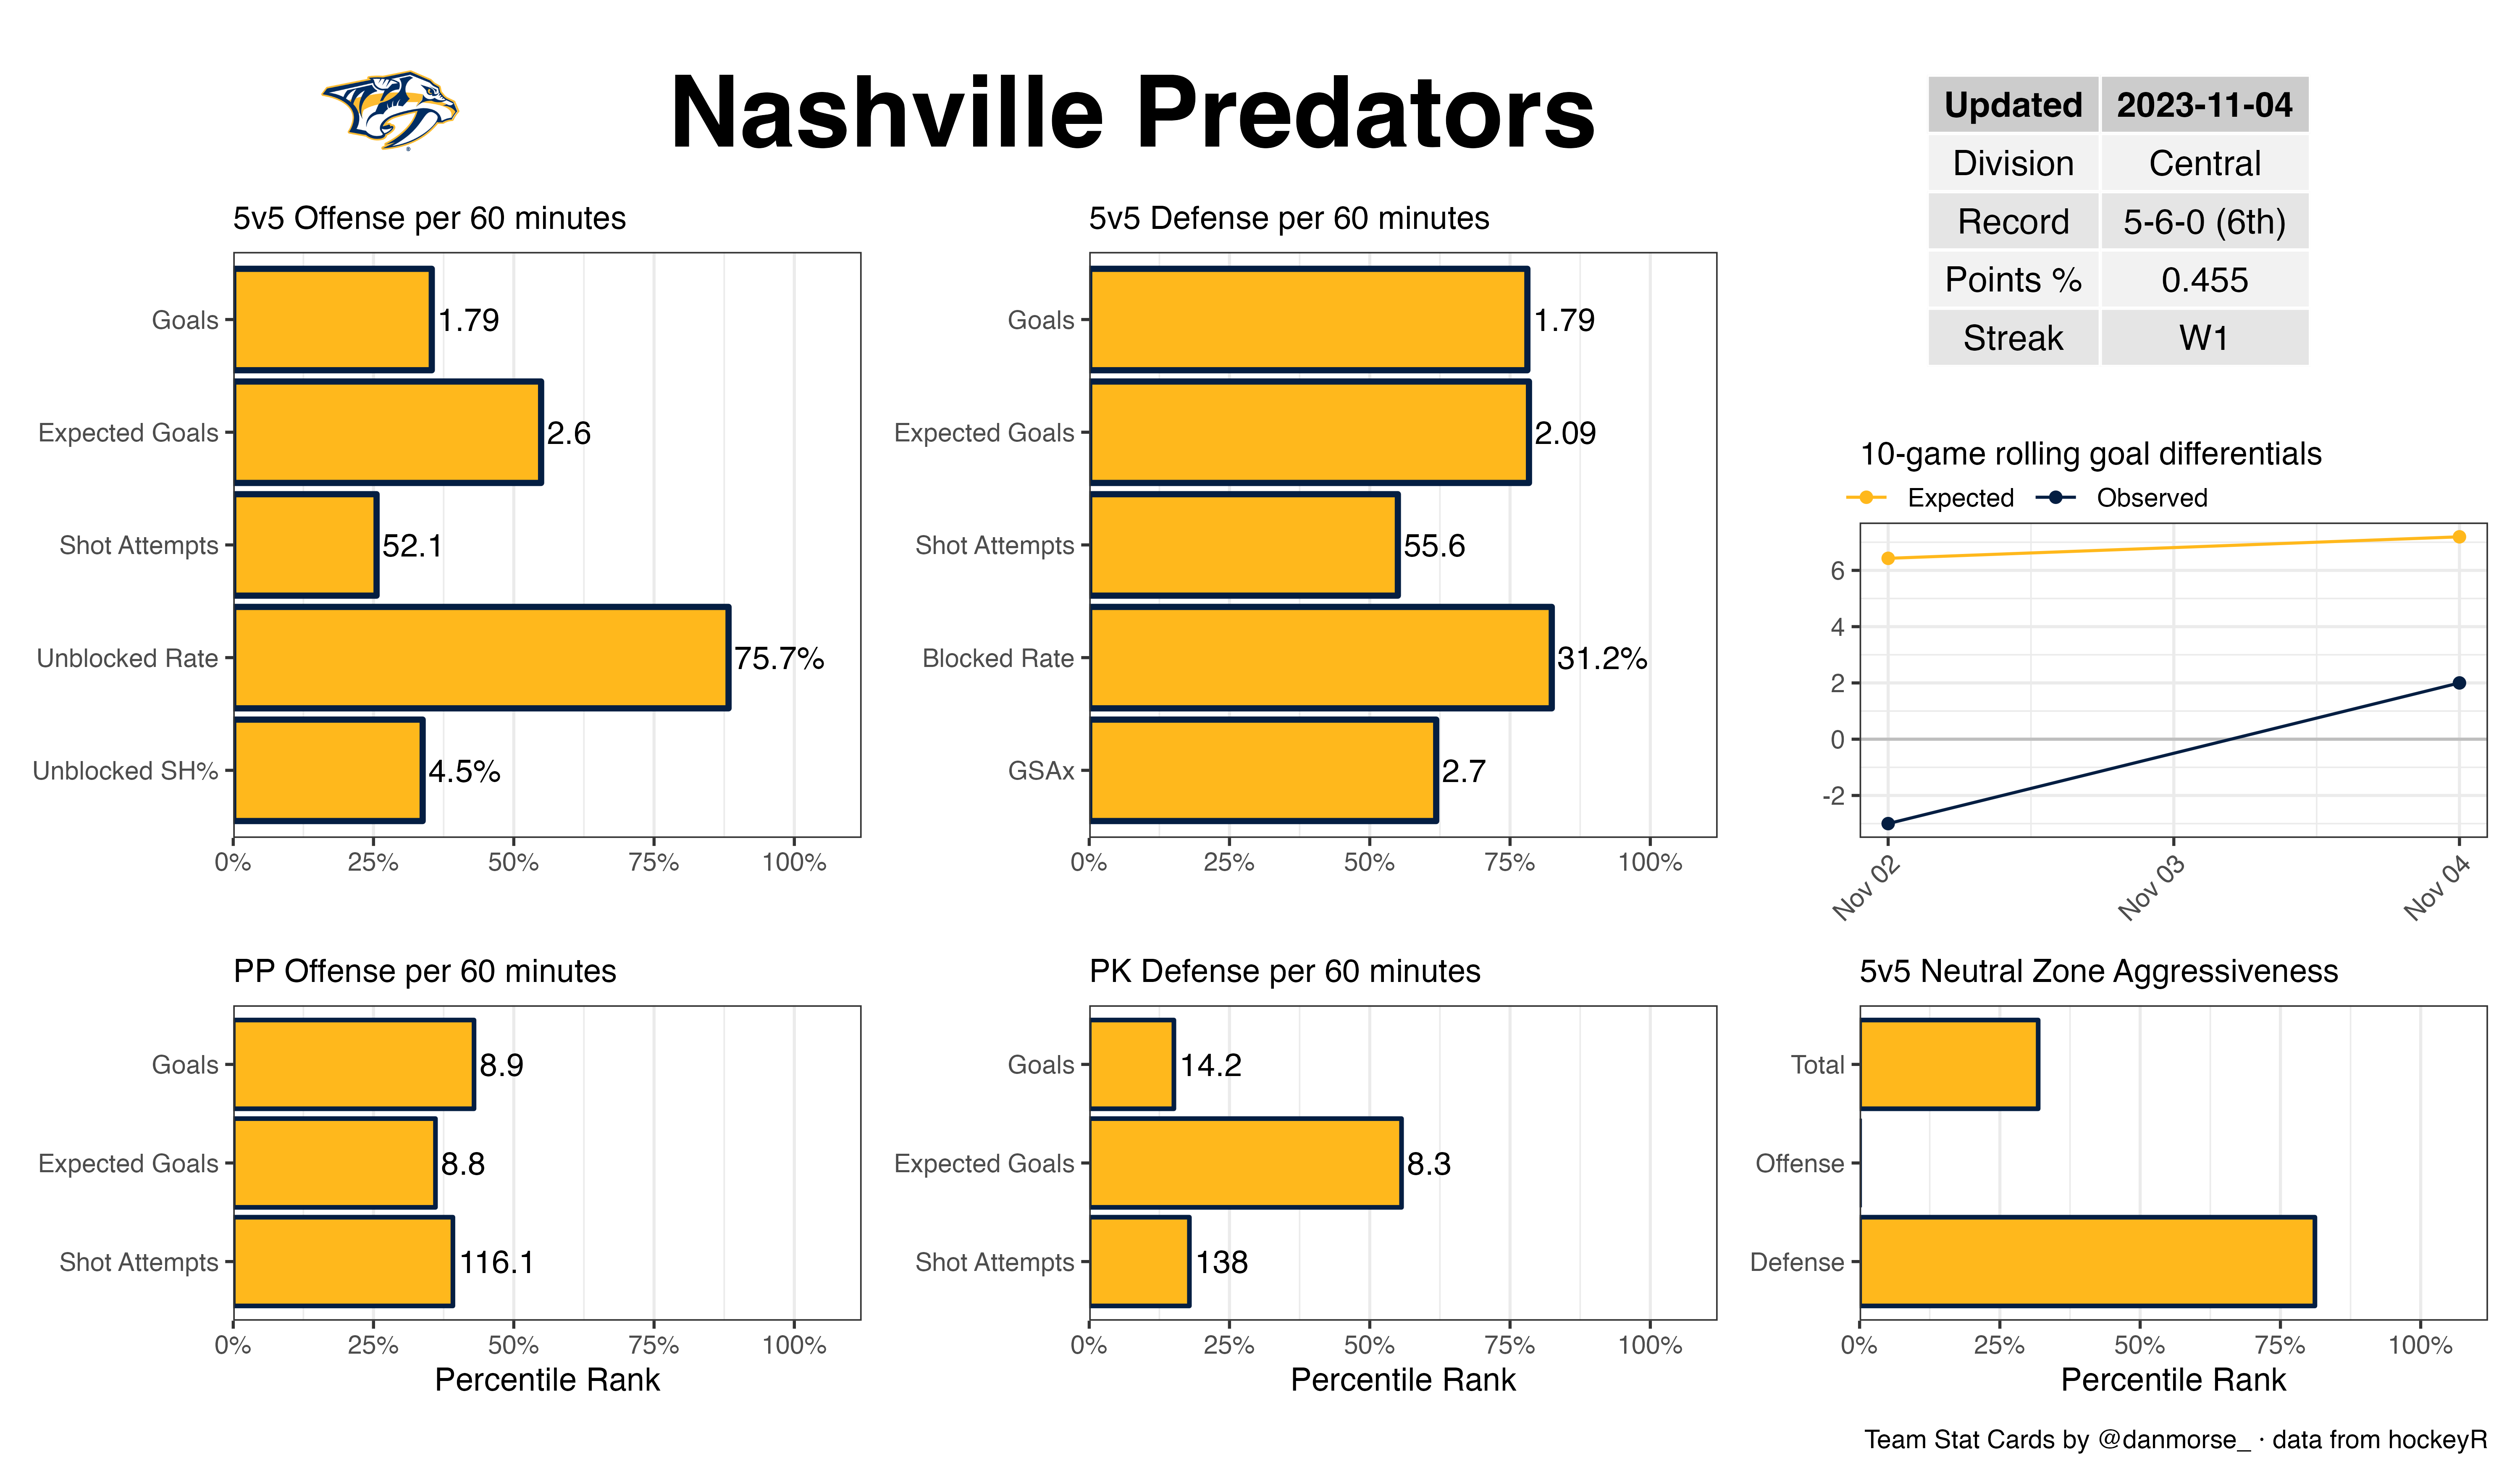 Nashville Predators
Updated 2023-11-04
Division Central
Record 5-6-0 (6th)
Points % 0.455
Streak W1
5v5 Offense per 60 minutes
Goals 1.79
Expected Goals 2.6
Shot Attempts 52.1
Unblocked Rate 75.7%
Unblocked SH% 4.5%
0% 25% 50% 75% 100%
5v5 Defense per 60 minutes
Goals 1.79
Expected Goals 2.09
Shot Attempts 55.6
Blocked Rate 31.2%
GSAx 2.7
0% 25% 50% 75% 100%
10-game rolling goal differentials
Expected Observed
6
4
2
0
-2
Nov 02 Nov 03 Nov 04
PP Offense per 60 minutes
Goals 8.9
Expected Goals 8.8
Shot Attempts 116.1
0% 25% 50% 75% 100%
Percentile Rank
PK Defense per 60 minutes
Goals 14.2
Expected Goals 8.3
Shot Attempts 138
0% 25% 50% 75% 100%
Percentile Rank
5v5 Neutral Zone Aggressiveness
Total
Offense
Defense
0% 25% 50% 75% 100%
Percentile Rank
Team Stat Cards by @danmorse_ · data from hockeyR